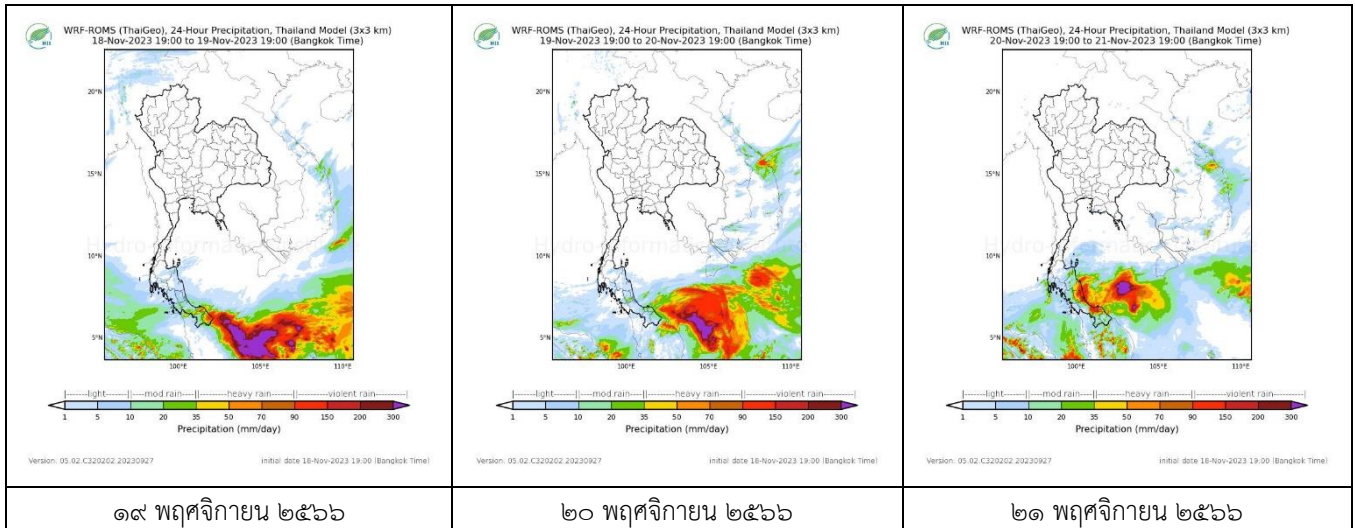 WRF-ROMS (ThaiGeo), 24-Hour Precipitation, Thailand Model (3x3 km)
18-Nov-2023 19:00 to 19-Nov-2023 19:00 (Bangkok Time)
20°N
15°N
10°N
5°N
100°E 105°E 110°E
|------light------||---mod.rain---||------heavy rain------||------violent rain------|
1 5 10 20 35 50 70 90 150 200 300
Precipitation (mm/day)
Version: 05.02.C320202.20230927 initial date 18-Nov-2023 19:00 (Bangkok Time)
๑๙ พฤศจิกายน ๒๕๖๖
WRF-ROMS (ThaiGeo), 24-Hour Precipitation, Thailand Model (3x3 km)
19-Nov-2023 19:00 to 20-Nov-2023 19:00 (Bangkok Time)
20°N
15°N
10°N
5°N
100°E 105°E 110°E
|------light------||---mod.rain---||------heavy rain------||------violent rain------|
1 5 10 20 35 50 70 90 150 200 300
Precipitation (mm/day)
Version: 05.02.C320202.20230927 initial date 18-Nov-2023 19:00 (Bangkok Time)
๒๐ พฤศจิกายน ๒๕๖๖
WRF-ROMS (ThaiGeo), 24-Hour Precipitation, Thailand Model (3x3 km)
20-Nov-2023 19:00 to 21-Nov-2023 19:00 (Bangkok Time)
20°N
15°N
10°N
5°N
100°E 105°E 110°E
|------light------||---mod.rain---||------heavy rain------||------violent rain------|
1 5 10 20 35 50 70 90 150 200 300
Precipitation (mm/day)
Version: 05.02.C320202.20230927 initial date 18-Nov-2023 19:00 (Bangkok Time)
๒๑ พฤศจิกายน ๒๕๖๖